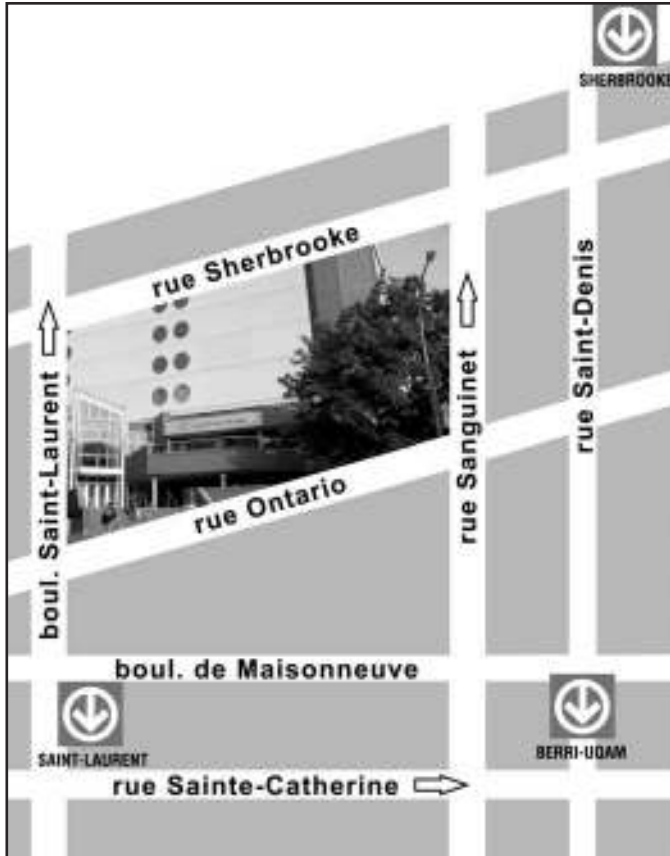 SHERBROOKE
rue Sherbrooke
boul. Saint-Laurent
rue Sanguinet
rue Saint-Denis
rue Ontario
boul. de Maisonneuve
SAINT-LAURENT
BERRI-UQAM
rue Sainte-Catherine